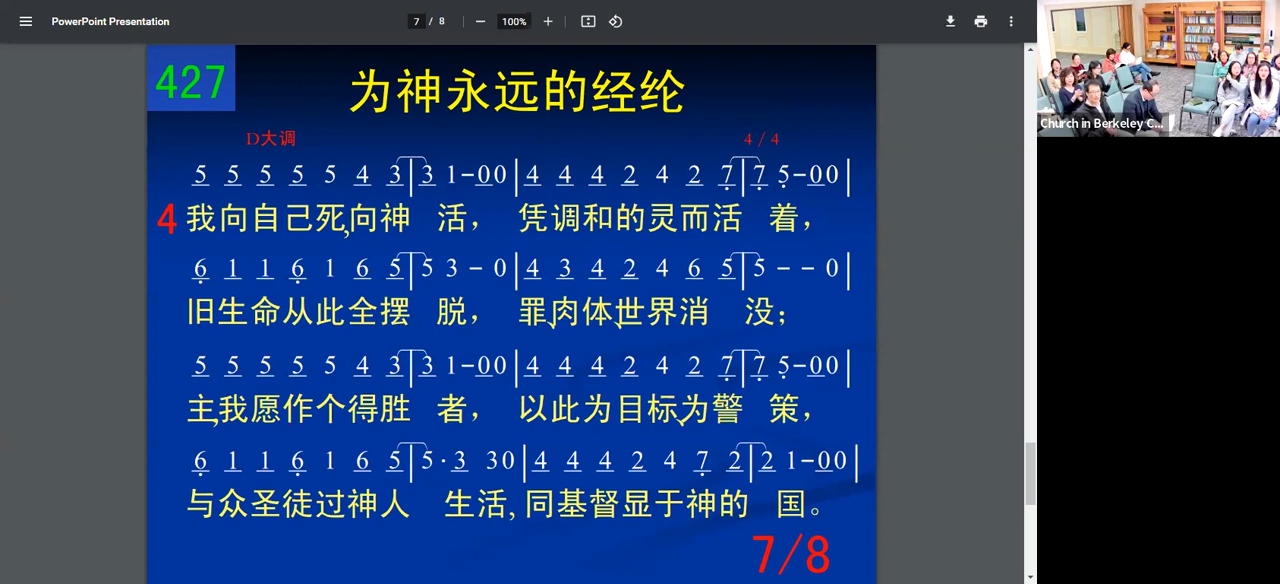 PowerPoint Presentation
7 / 8
100%
427
为神永远的经纶
D大调 4/4
5 5 5 5 5 4 3|3 1-00|4 4 4 2 4 2 7|7 5-00|
4 我向自己死,向神 活， 凭调和的灵而活 着，
6 1 1 6 1 6 5|5 3 - 0|4 3 4 2 4 6 5|5 - - 0|
旧生命从此全摆 脱， 罪、肉体、世界消 没；
5 5 5 5 5 4 3|3 1-00|4 4 4 2 4 2 7|7 5-00|
主,我愿作个得胜 者， 以此为目标、为警 策，
6 1 1 6 1 6 5|5·3 30|4 4 4 2 4 7 2|2 1-00|
与众圣徒过神人 生活, 同基督显于神的 国。
7/8
Church in Berkeley C...